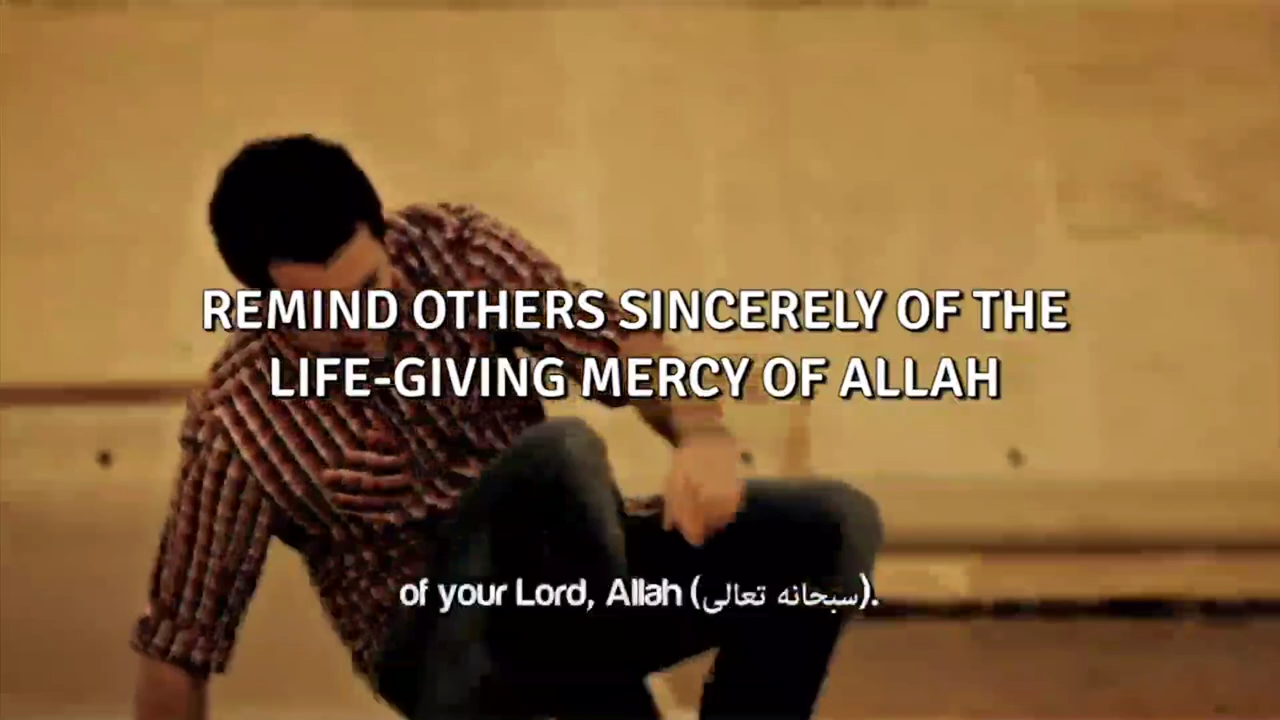 REMIND OTHERS SINCERELY OF THE
LIFE-GIVING MERCY OF ALLAH
of your Lord, Allah (سبحانه تعالى).